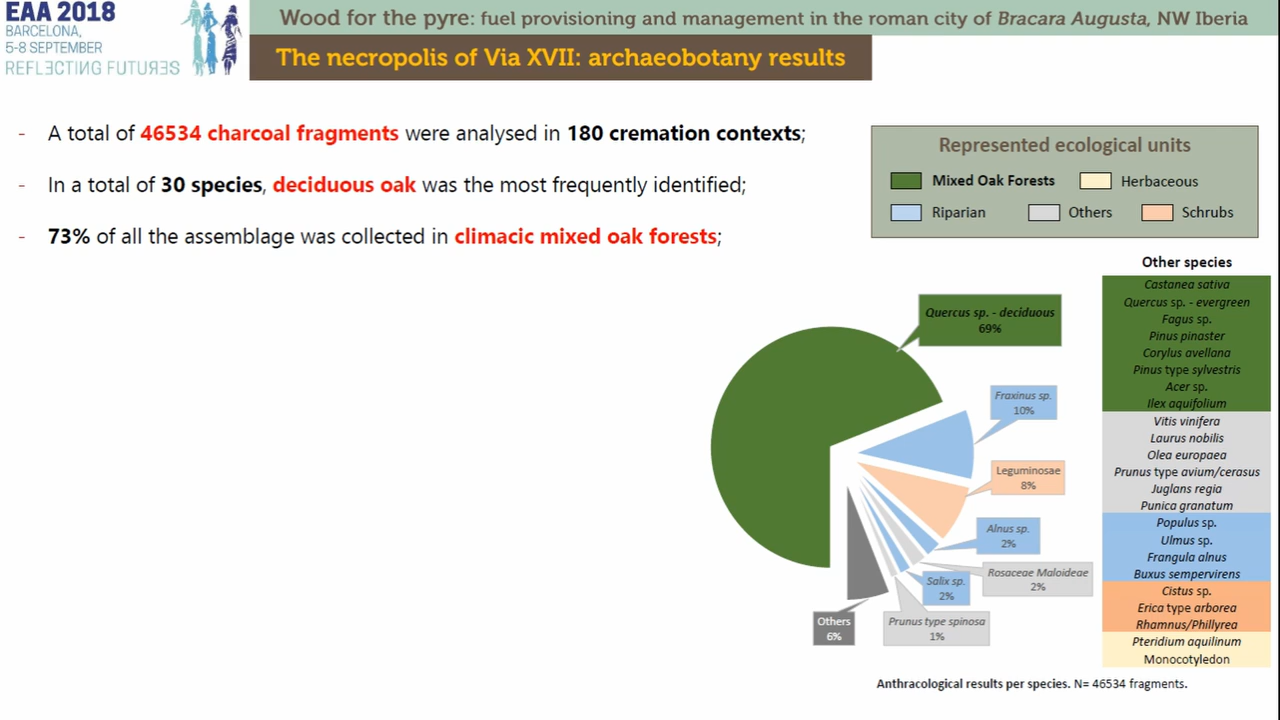 EAA 2018
BARCELONA,
5-8 SEPTEMBER
REFLECTING FUTURES
Wood for the pyre: fuel provisioning and management in the roman city of Bracara Augusta, NW Iberia
The necropolis of Via XVII: archaeobotany results
- A total of 46534 charcoal fragments were analysed in 180 cremation contexts;
- In a total of 30 species, deciduous oak was the most frequently identified;
- 73% of all the assemblage was collected in climacic mixed oak forests;
Represented ecological units
Mixed Oak Forests
Herbaceous
Riparian
Others
Schrubs
Quercus sp. - deciduous
69%
Fraxinus sp.
10%
Leguminosae
8%
Alnus sp.
2%
Rosaceae Maloideae
2%
Salix sp.
2%
Prunus type spinosa
1%
Others
6%
Other species
Castanea sativa
Quercus sp. - evergreen
Fagus sp.
Pinus pinaster
Corylus avellana
Pinus type sylvestris
Acer sp.
Ilex aquifolium
Vitis vinifera
Laurus nobilis
Olea europaea
Prunus type avium/cerasus
Juglans regia
Punica granatum
Populus sp.
Ulmus sp.
Frangula alnus
Buxus sempervirens
Cistus sp.
Erica type arborea
Rhamnus/Phillyrea
Pteridium aquilinum
Monocotyledon
Anthracological results per species. N= 46534 fragments.